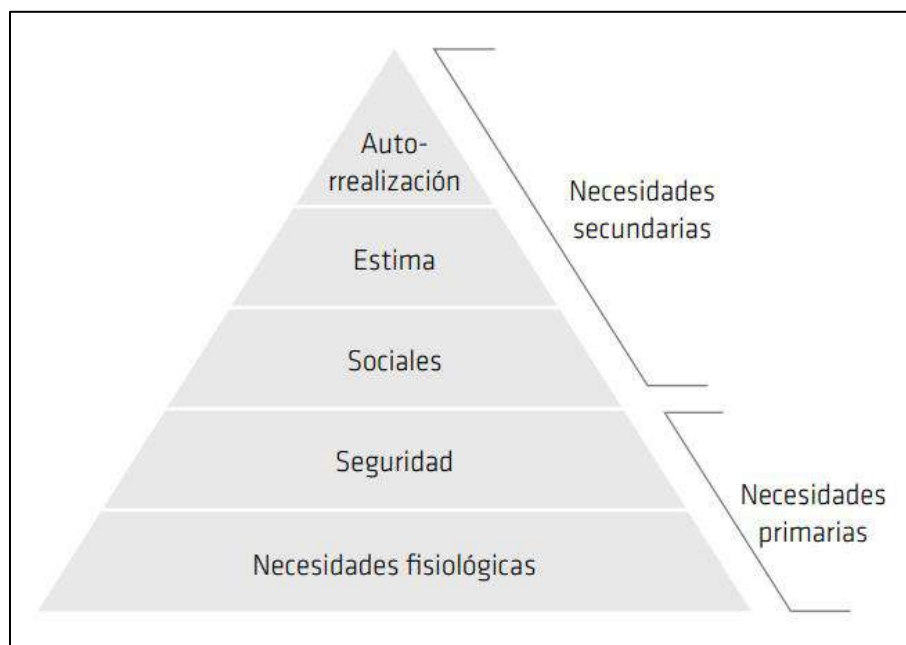 Auto-
rrealización
Estima
Sociales
Seguridad
Necesidades fisiológicas
Necesidades
secundarias
Necesidades
primarias